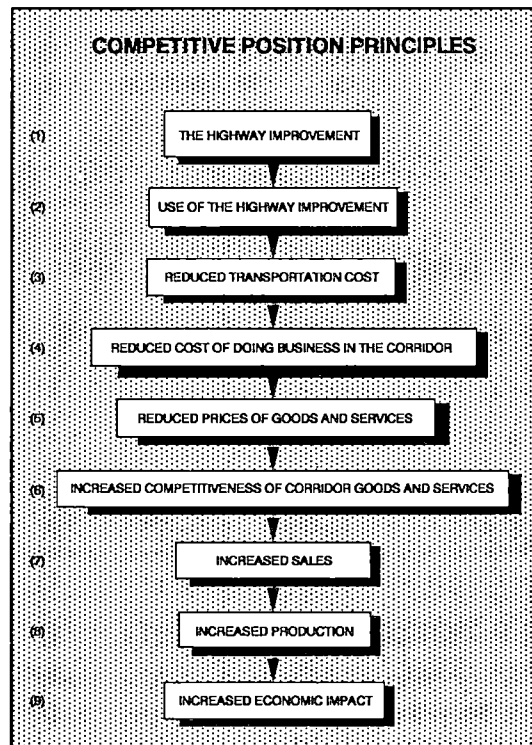 COMPETITIVE POSITION PRINCIPLES
(1) THE HIGHWAY IMPROVEMENT
(2) USE OF THE HIGHWAY IMPROVEMENT
(3) REDUCED TRANSPORTATION COST
(4) REDUCED COST OF DOING BUSINESS IN THE CORRIDOR
(5) REDUCED PRICES OF GOODS AND SERVICES
(6) INCREASED COMPETITIVENESS OF CORRIDOR GOODS AND SERVICES
(7) INCREASED SALES
(8) INCREASED PRODUCTION
(9) INCREASED ECONOMIC IMPACT